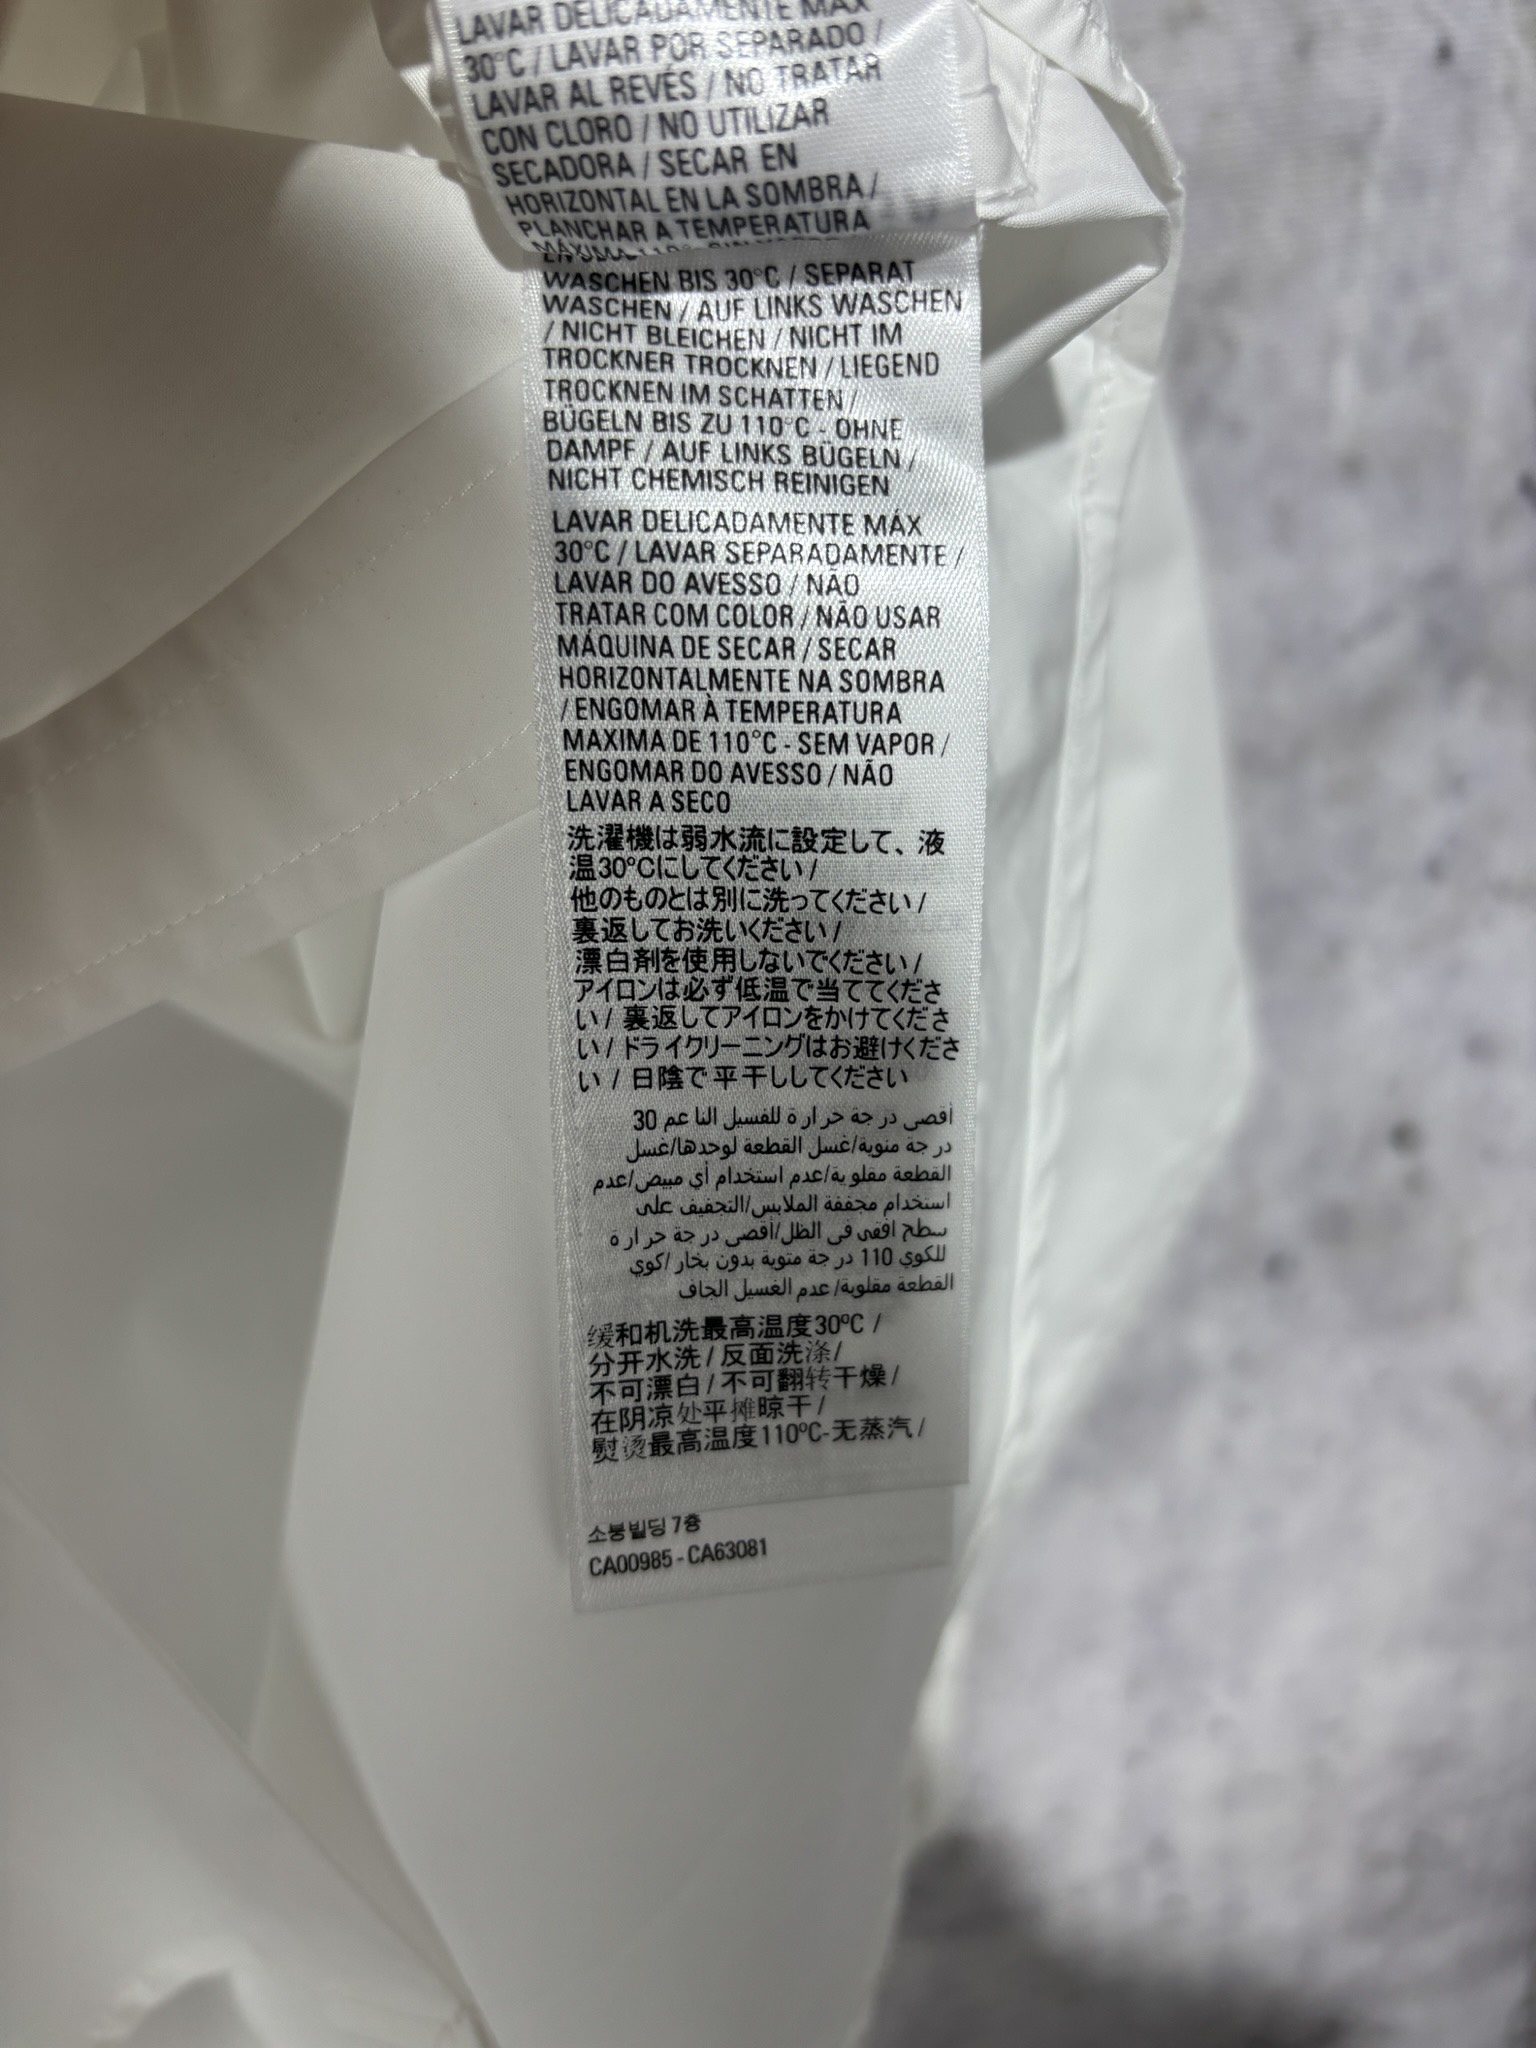 LAVAR DELICADAMENTE MÁX
30°C / LAVAR POR SEPARADO /
LAVAR AL REVÉS / NO TRATAR
CON CLORO / NO UTILIZAR
SECADORA / SECAR EN
HORIZONTAL EN LA SOMBRA /
PLANCHAR A TEMPERATURA
WASCHEN BIS 30°C / SEPARAT
WASCHEN / AUF LINKS WASCHEN
/ NICHT BLEICHEN / NICHT IM
TROCKNER TROCKNEN / LIEGEND
TROCKNEN IM SCHATTEN /
BÜGELN BIS ZU 110°C - OHNE
DAMPF / AUF LINKS BÜGELN /
NICHT CHEMISCH REINIGEN
LAVAR DELICADAMENTE MÁX
30°C / LAVAR SEPARADAMENTE /
LAVAR DO AVESSO / NÃO
TRATAR COM COLOR / NÃO USAR
MÁQUINA DE SECAR / SECAR
HORIZONTALMENTE NA SOMBRA
/ ENGOMAR À TEMPERATURA
MAXIMA DE 110°C - SEM VAPOR /
ENGOMAR DO AVESSO / NÃO
LAVAR A SECO
洗濯機は弱水流に設定して、液
温30°Cにしてください /
他のものとは別に洗ってください /
裏返してお洗いください /
漂白剤を使用しないでください /
アイロンは必ず低温で当ててくださ
い / 裏返してアイロンをかけてくださ
い / ドライクリーニングはお避けくださ
い / 日陰で平干ししてください
أقصى درجة حرارة للغسيل الناعم 30
درجة مئوية/غسل القطعة لوحدها/غسل
القطعة مقلوبة/عدم استخدام أي مبيض/عدم
استخدام مجففة الملابس/التجفيف على
سطح افقى فى الظل/أقصى درجة حرارة
للكوي 110 درجة مئوية بدون بخار/كوي
القطعة مقلوبة/ عدم الغسيل الجاف
缓和机洗最高温度30ºC /
分开水洗 / 反面洗涤/
不可漂白 / 不可翻转干燥 /
在阴凉处平摊晾干 /
熨烫最高温度110ºC-无蒸汽 /
소봉빌딩 7층
CA00985 - CA63081